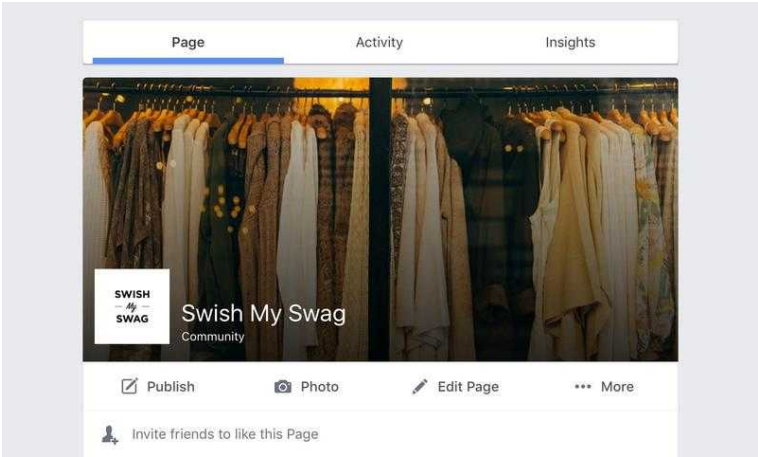 Page Activity Insights
SWISH
My
SWAG
Swish My Swag
Community
Publish Photo Edit Page More
Invite friends to like this Page